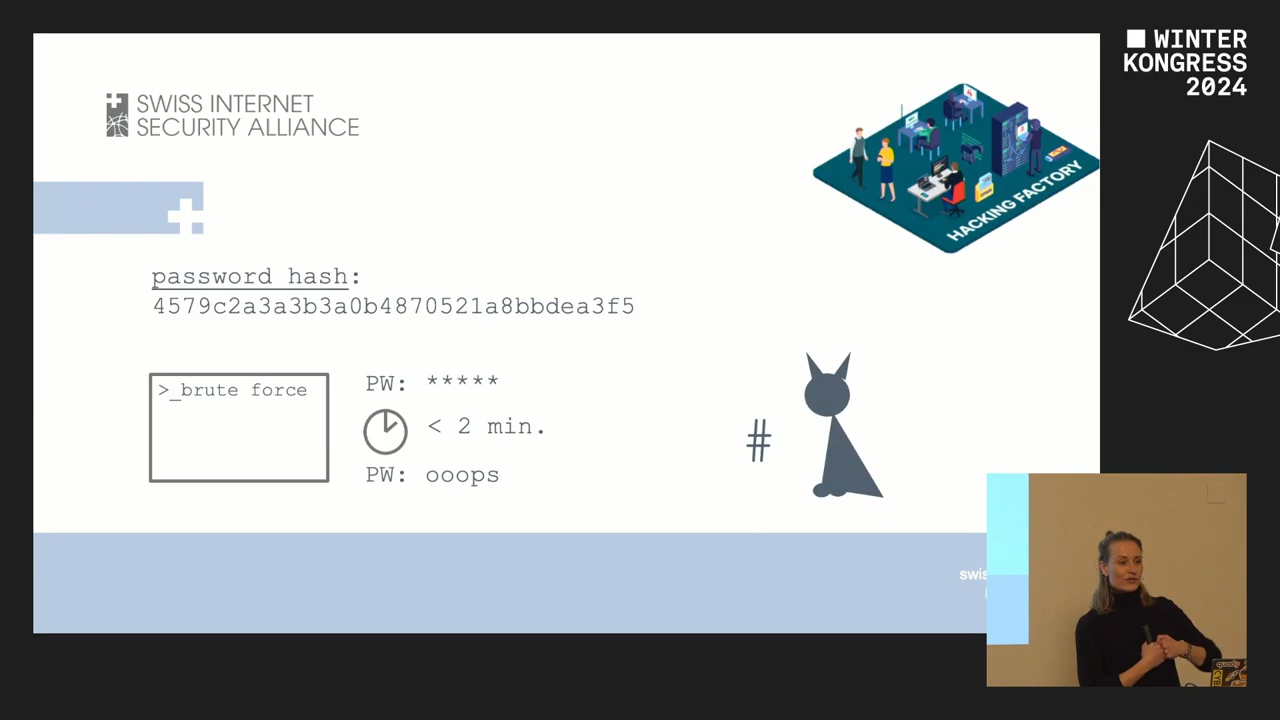 WINTER
KONGRESS
2024
SWISS INTERNET
SECURITY ALLIANCE
HACKING FACTORY
password hash:
4579c2a3a3b3a0b4870521a8bbdea3f5
>_brute force
PW: *****
< 2 min.
PW: ooops
#
swis